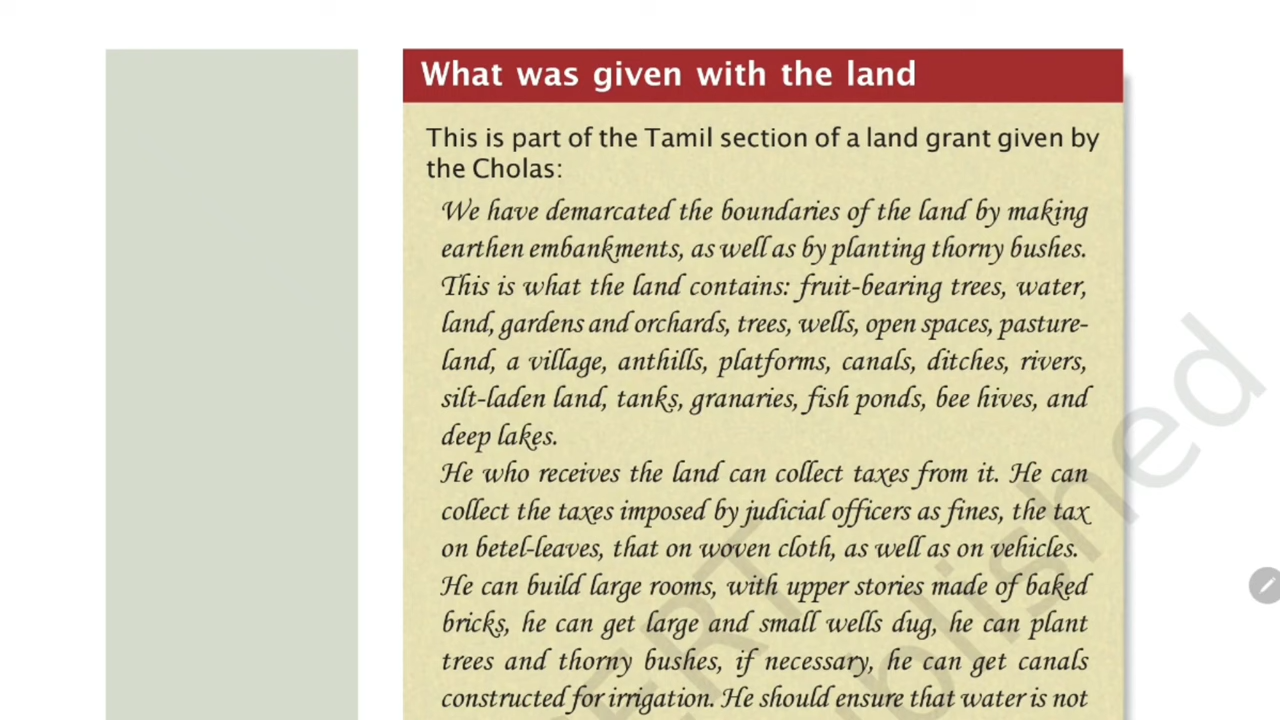 What was given with the land
This is part of the Tamil section of a land grant given by
the Cholas:
We have demarcated the boundaries of the land by making
earthen embankments, as well as by planting thorny bushes.
This is what the land contains: fruit-bearing trees, water,
land, gardens and orchards, trees, wells, open spaces, pasture-
land, a village, anthills, platforms, canals, ditches, rivers,
silt-laden land, tanks, granaries, fish ponds, bee hives, and
deep lakes.
He who receives the land can collect taxes from it. He can
collect the taxes imposed by judicial officers as fines, the tax
on betel-leaves, that on woven cloth, as well as on vehicles.
He can build large rooms, with upper stories made of baked
bricks, he can get large and small wells dug, he can plant
trees and thorny bushes, if necessary, he can get canals
constructed for irrigation. He should ensure that water is not